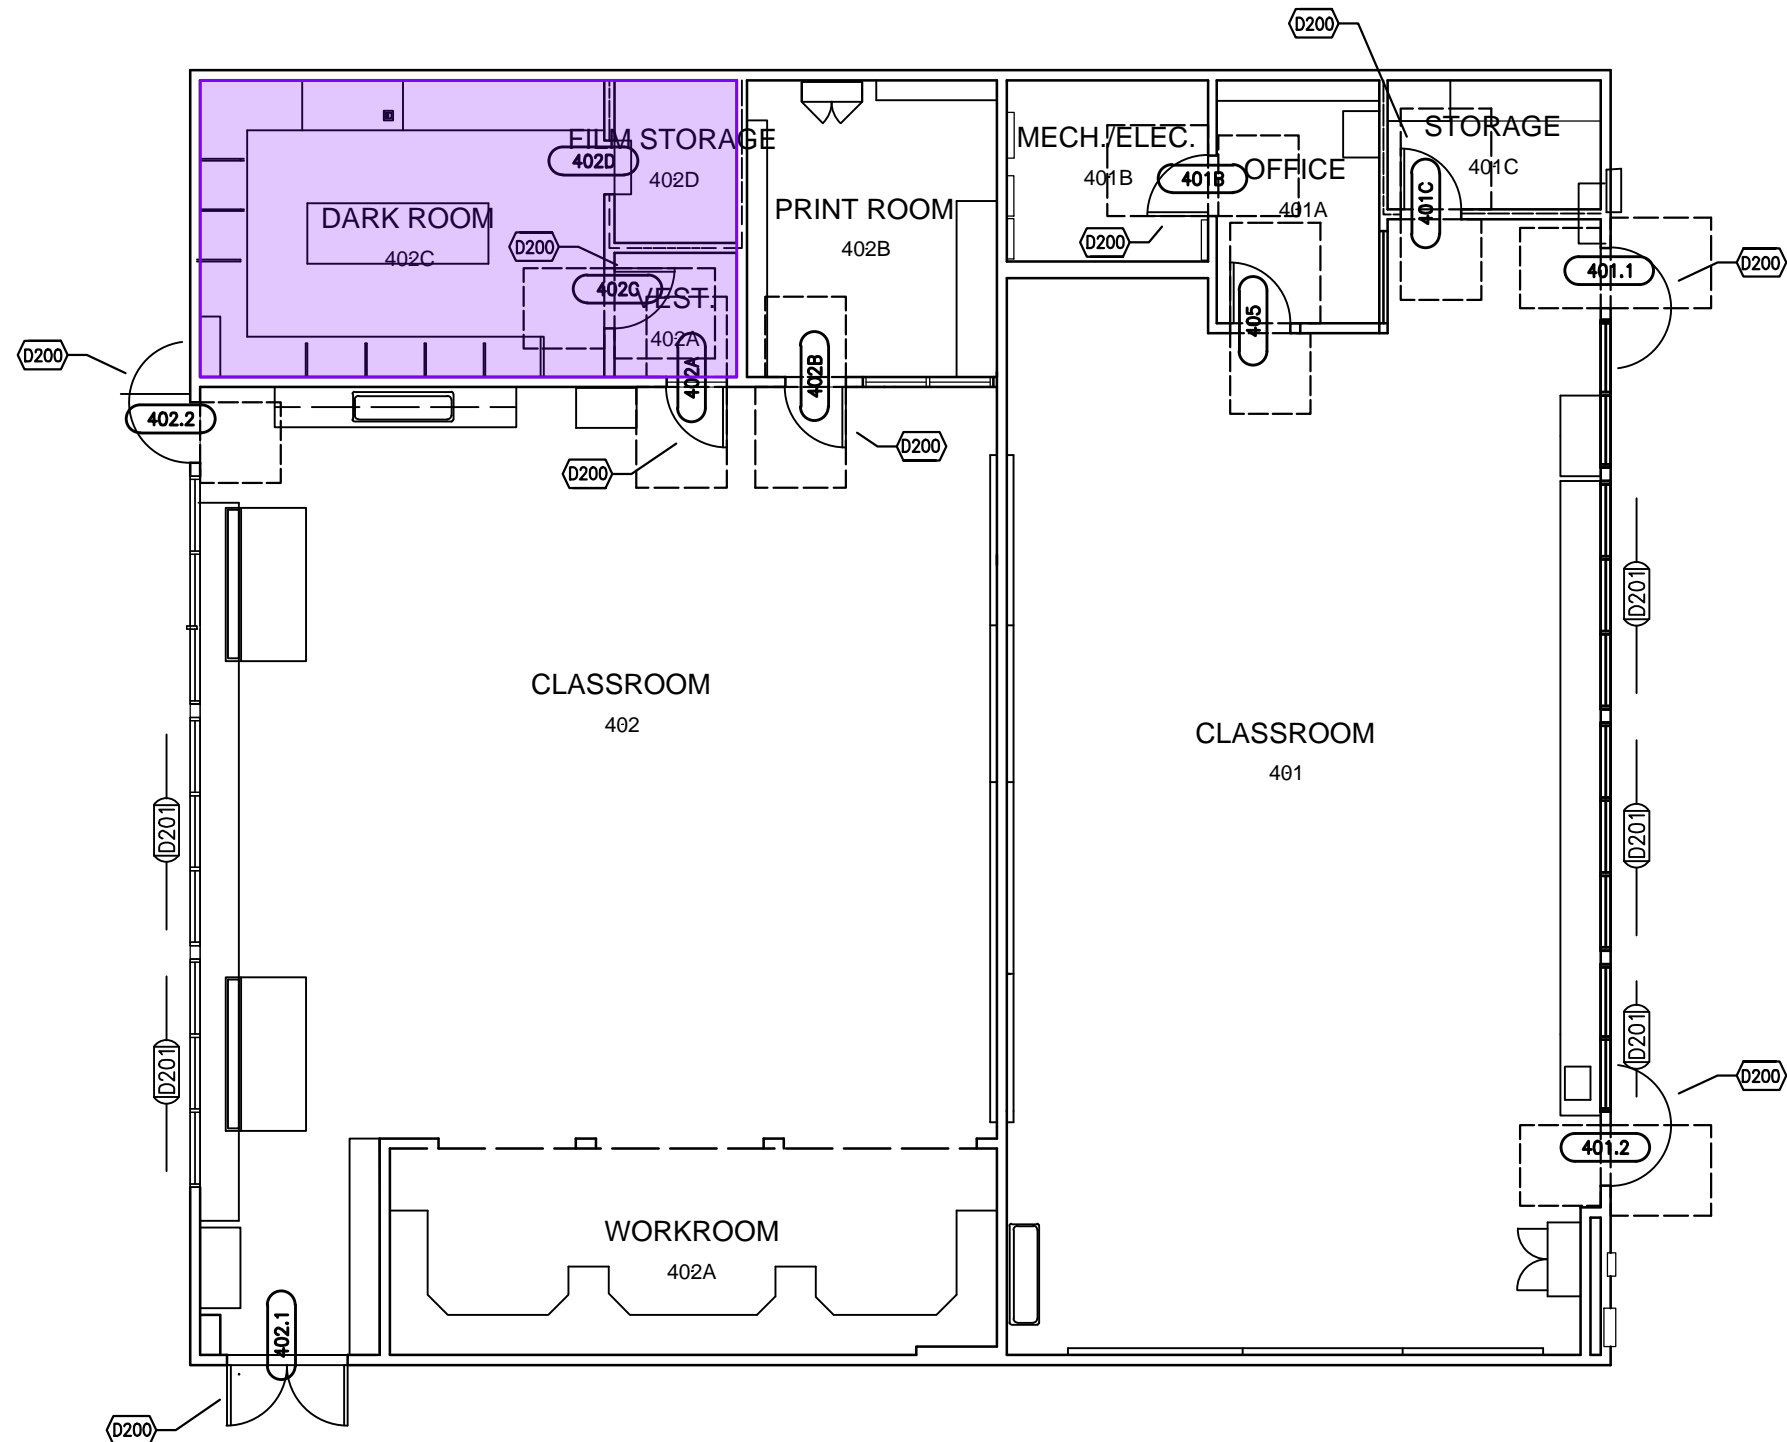 D200
FILM STORAGE
402D
402D
MECH./ELEC.
401B
401B
STORAGE
401C
401C
OFFICE
401A
DARK ROOM
402C
PRINT ROOM
402B
D200
D200
D200
401.1
402C
VEST.
402A
402A
402B
405
D200
402.2
D200
D200
D201
CLASSROOM
402
CLASSROOM
401
D201
D201
D201
D201
D200
401.2
WORKROOM
402A
402.1
D200